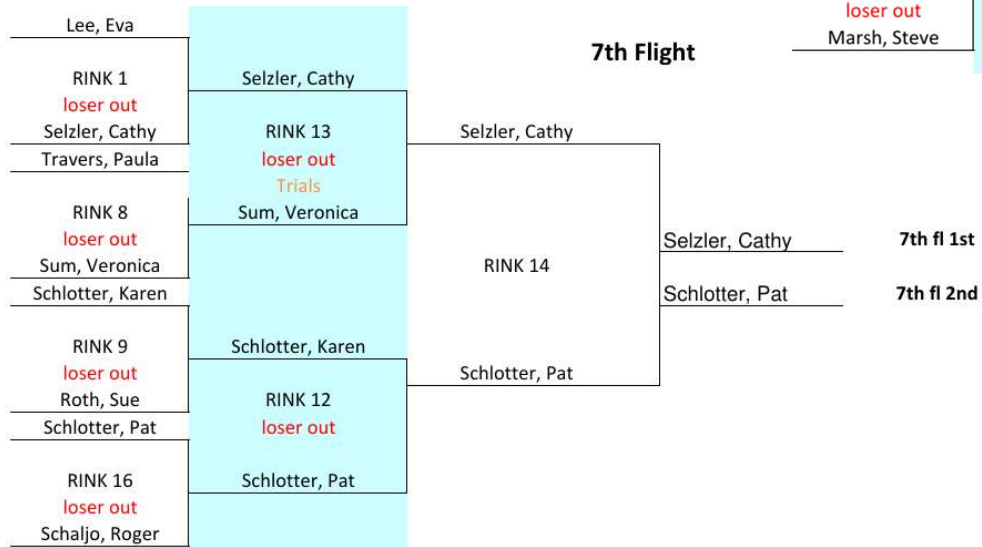 loser out
Marsh, Steve
7th Flight
Lee, Eva
RINK 1
loser out
Selzler, Cathy
Travers, Paula
RINK 8
loser out
Sum, Veronica
Schlotter, Karen
RINK 9
loser out
Roth, Sue
Schlotter, Pat
RINK 16
loser out
Schaljo, Roger
Selzler, Cathy
RINK 13
loser out
Trials
Sum, Veronica
Schlotter, Karen
RINK 12
loser out
Schlotter, Pat
Selzler, Cathy
RINK 14
Schlotter, Pat
Selzler, Cathy
7th fl 1st
Schlotter, Pat
7th fl 2nd